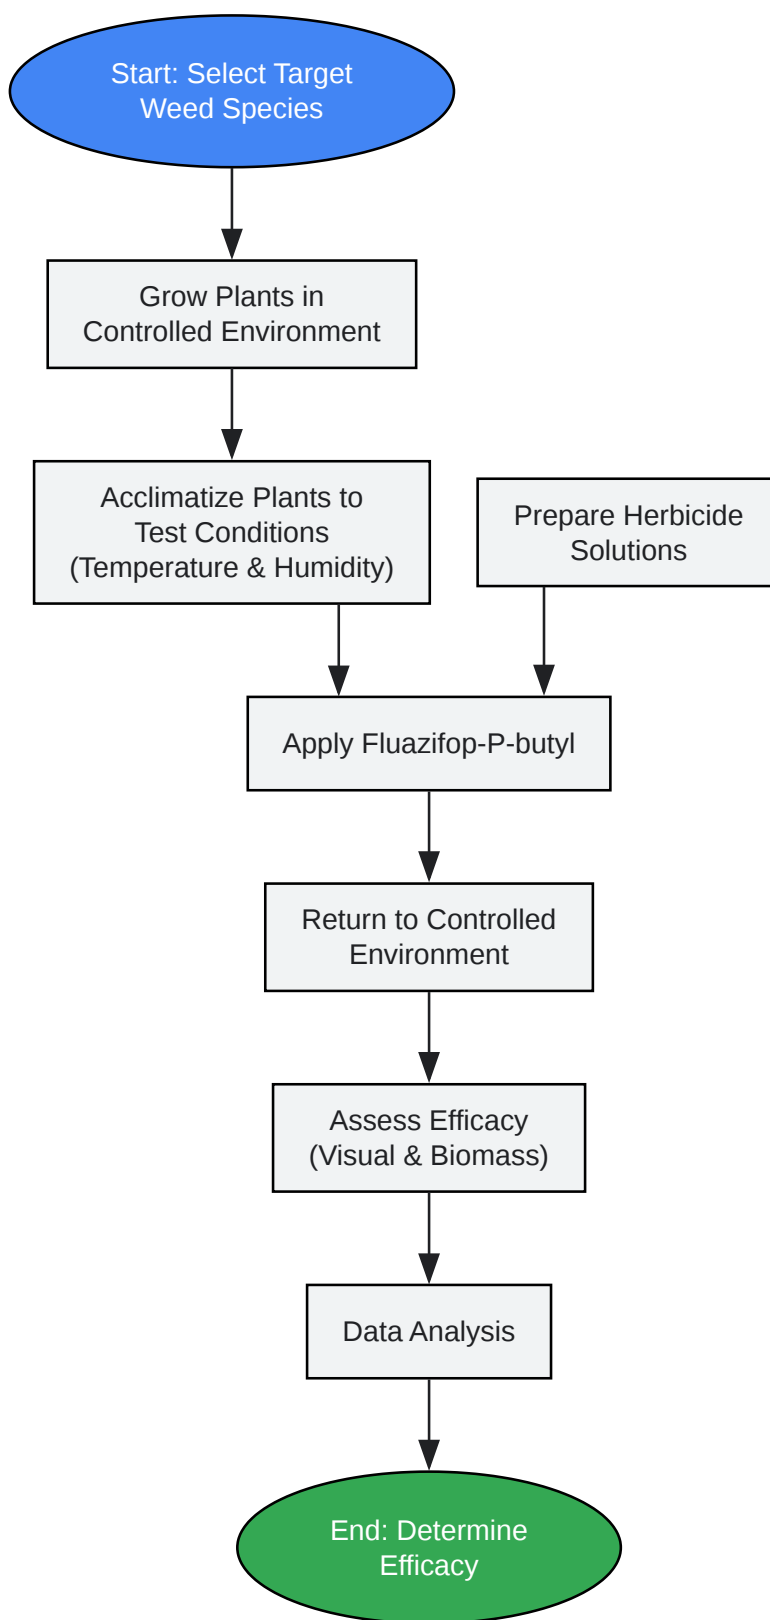 Start: Select Target
Weed Species
Grow Plants in
Controlled Environment
Acclimatize Plants to
Test Conditions
(Temperature & Humidity)
Prepare Herbicide
Solutions
Apply Fluazifop-P-butyl
Return to Controlled
Environment
Assess Efficacy
(Visual & Biomass)
Data Analysis
End: Determine
Efficacy